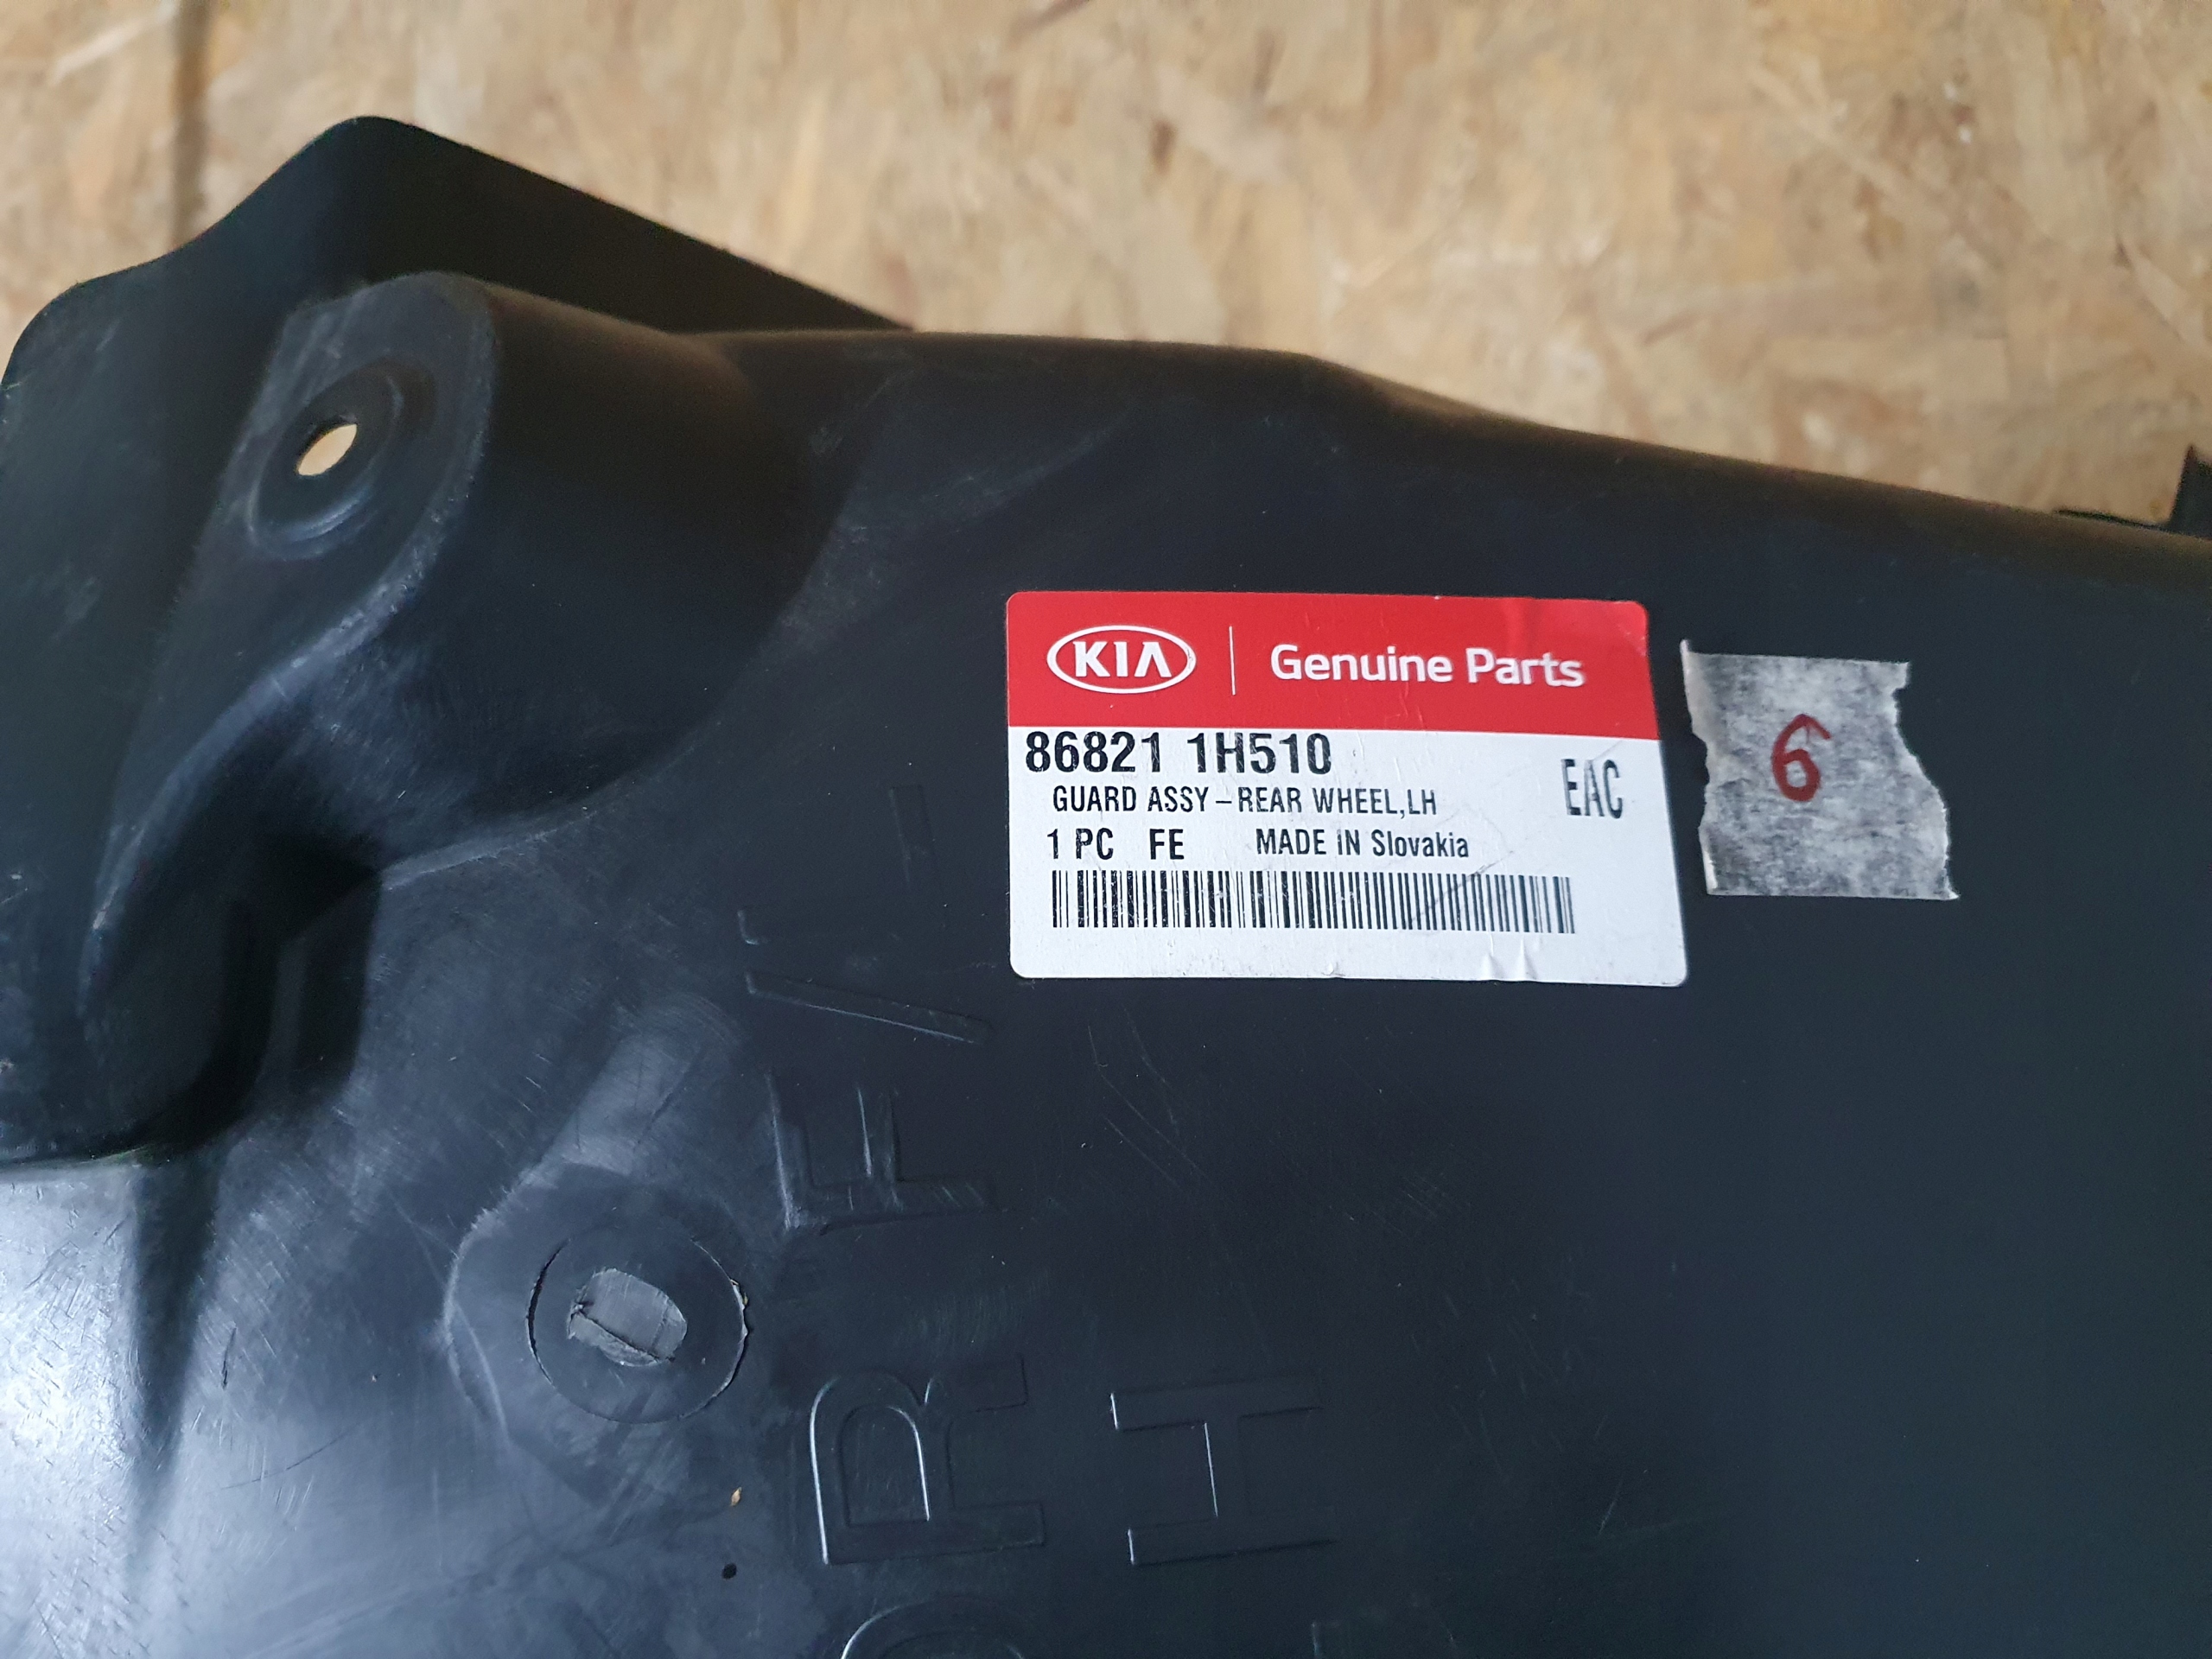 KIA Genuine Parts
86821 1H510
GUARD ASSY-REAR WHEEL,LH
EAC
1 PC FE MADE IN Slovakia
6